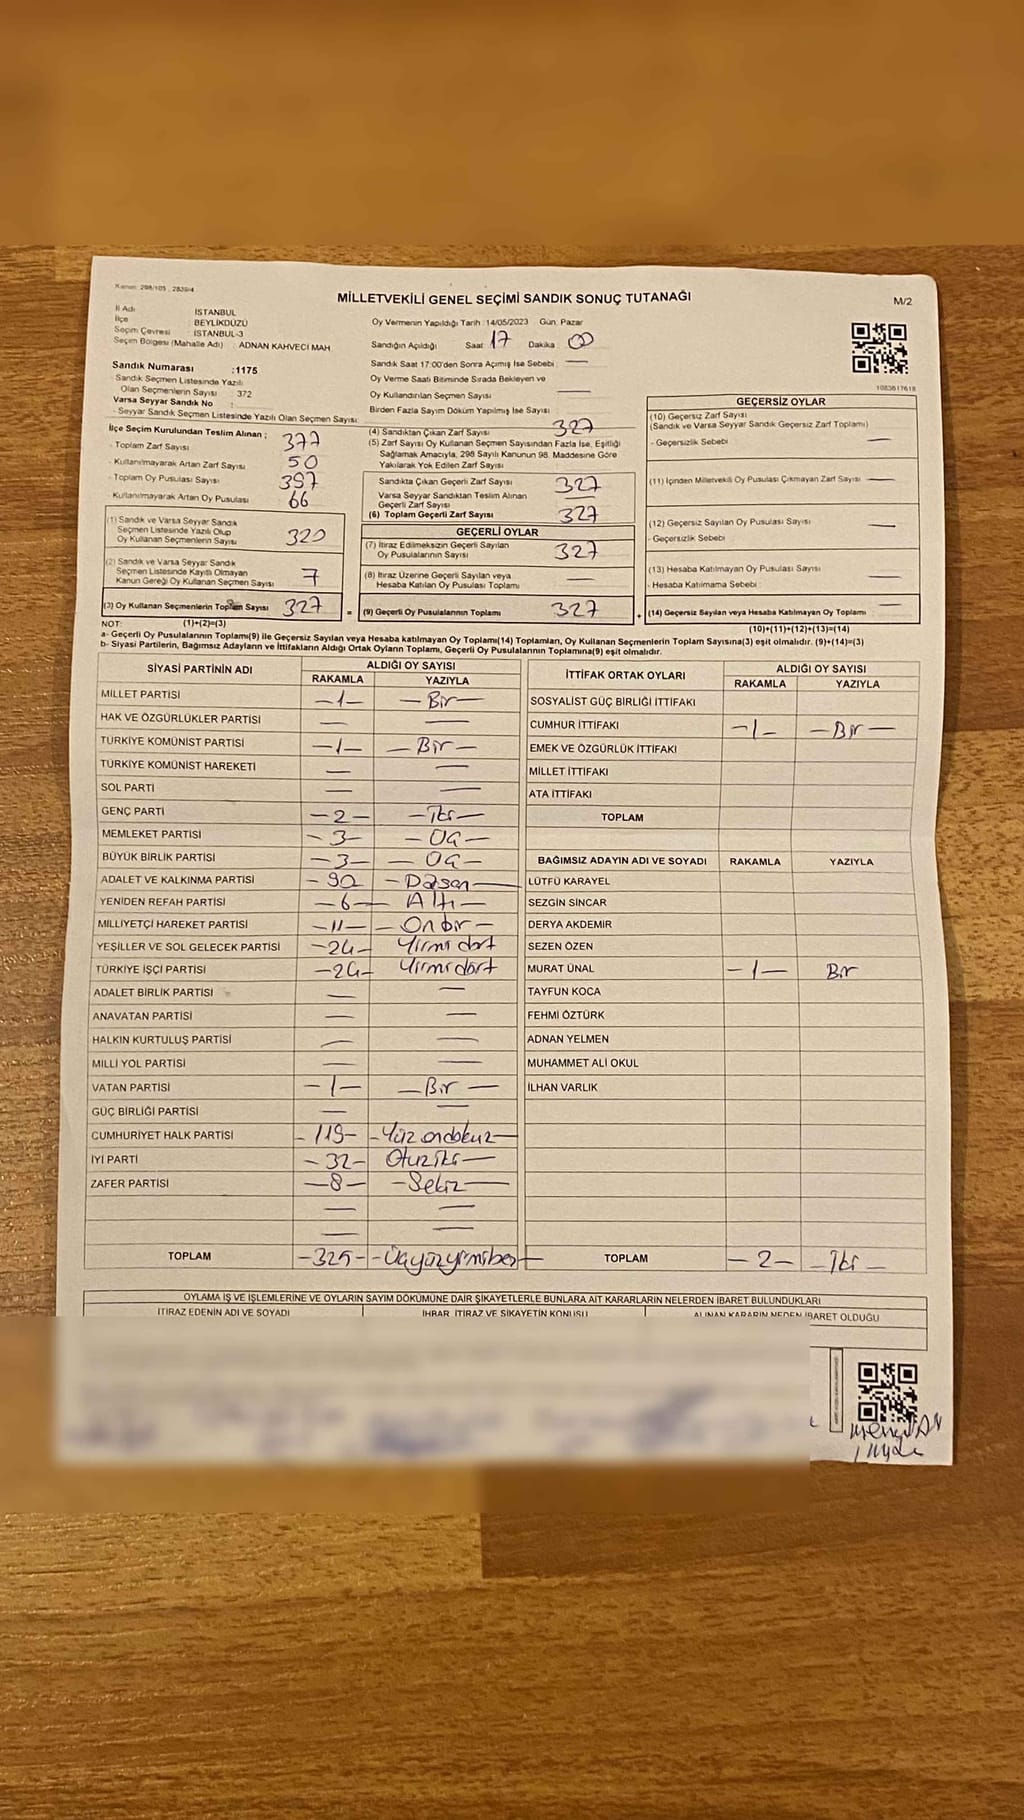 Kanun: 298/105 , 2839/4
MİLLETVEKİLİ GENEL SEÇİMİ SANDIK SONUÇ TUTANAĞI
M/2
İl Adı : İSTANBUL
İlçe : BEYLİKDÜZÜ
Seçim Çevresi : İSTANBUL-3
Seçim Bölgesi (Mahalle Adı) : ADNAN KAHVECİ MAH.
Oy Vermenin Yapıldığı Tarih :14/05/2023 Gün: Pazar
Sandığın Açıldığı Saat 17 Dakika 00
Sandık Saat 17:00'den Sonra Açımış İse Sebebi —
Oy Verme Saati Bitiminde Sırada Bekleyen ve
Oy Kullandırılan Seçmen Sayısı —
Birden Fazla Sayım Döküm Yapılmış İse Sayısı —
1083617618
Sandık Numarası :1175
- Sandık Seçmen Listesinde Yazılı
Olan Seçmenlerin Sayısı : 372
Varsa Seyyar Sandık No :
- Seyyar Sandık Seçmen Listesinde Yazılı Olan Seçmen Sayısı:
İlçe Seçim Kurulundan Teslim Alınan ;
- Toplam Zarf Sayısı 377
- Kullanılmayarak Artan Zarf Sayısı 50
- Toplam Oy Pusulası Sayısı 397
- Kullanılmayarak Artan Oy Pusulası 66
(1) Sandık ve Varsa Seyyar Sandık
Seçmen Listesinde Yazılı Olup
Oy Kullanan Seçmenlerin Sayısı 320
(2) Sandık ve Varsa Seyyar Sandık
Seçmen Listesinde Kayıtlı Olmayan
Kanun Gereği Oy Kullanan Seçmen Sayısı 7
(3) Oy Kullanan Seçmenlerin Toplam Sayısı 327
(1)+(2)=(3)
(4) Sandıktan Çıkan Zarf Sayısı 327
(5) Zarf Sayısı Oy Kullanan Seçmen Sayısından Fazla İse, Eşitliği
Sağlamak Amacıyla, 298 Sayılı Kanunun 98. Maddesine Göre
Yakılarak Yok Edilen Zarf Sayısı
Sandıkta Çıkan Geçerli Zarf Sayısı 327
Varsa Seyyar Sandıktan Teslim Alınan
Geçerli Zarf Sayısı —
(6) Toplam Geçerli Zarf Sayısı 327
GEÇERLİ OYLAR
(7) İtiraz Edilmeksizin Geçerli Sayılan
Oy Pusulalarının Sayısı 327
(8) İtiraz Üzerine Geçerli Sayılan veya
Hesaba Katılan Oy Pusulası Toplamı —
= (9) Geçerli Oy Pusulalarının Toplamı 327
GEÇERSİZ OYLAR
(10) Geçersiz Zarf Sayısı
(Sandık ve Varsa Seyyar Sandık Geçersiz Zarf Toplamı)
- Geçersizlik Sebebi —
(11) İçinden Milletvekili Oy Pusulası Çıkmayan Zarf Sayısı —
(12) Geçersiz Sayılan Oy Pusulası Sayısı —
- Geçersizlik Sebebi
(13) Hesaba Katılmayan Oy Pusulası Sayısı —
- Hesaba Katılmama Sebebi :
+ (14) Geçersiz Sayılan veya Hesaba Katılmayan Oy Toplamı —
(10)+(11)+(12)+(13)=(14)
NOT:
a- Geçerli Oy Pusulalarının Toplamı(9) ile Geçersiz Sayılan veya Hesaba katılmayan Oy Toplamı(14) Toplamları, Oy Kullanan Seçmenlerin Toplam Sayısına(3) eşit olmalıdır. (9)+(14)=(3)
b- Siyasi Partilerin, Bağımsız Adayların ve İttifakların Aldığı Ortak Oyların Toplamı, Geçerli Oy Pusulalarının Toplamına(9) eşit olmalıdır.
SİYASİ PARTİNİN ADI ALDIĞI OY SAYISI
RAKAMLA YAZIYLA
MİLLET PARTİSİ -1- - Bir -
HAK VE ÖZGÜRLÜKLER PARTİSİ — —
TÜRKİYE KOMÜNİST PARTİSİ -1- - Bir -
TÜRKİYE KOMÜNİST HAREKETİ — —
SOL PARTİ — —
GENÇ PARTİ -2- - İki -
MEMLEKET PARTİSİ -3- - Üç -
BÜYÜK BİRLİK PARTİSİ -3- - Üç -
ADALET VE KALKINMA PARTİSİ - 90 - Doksan -
YENİDEN REFAH PARTİSİ -6- Altı -
MİLLİYETÇİ HAREKET PARTİSİ -11- - Onbir -
YEŞİLLER VE SOL GELECEK PARTİSİ -24- Yirmi dört
TÜRKİYE İŞÇİ PARTİSİ -24- Yirmi dört
ADALET BİRLİK PARTİSİ — —
ANAVATAN PARTİSİ — —
HALKIN KURTULUŞ PARTİSİ — —
MİLLİ YOL PARTİSİ — —
VATAN PARTİSİ -1- - Bir -
GÜÇ BİRLİĞİ PARTİSİ — —
CUMHURİYET HALK PARTİSİ - 119- - Yüz ondokuz -
İYİ PARTİ - 32- Otuziki -
ZAFER PARTİSİ -8- - Sekiz -
— —
— —
TOPLAM -325- - Üçyüzyirmibeş -
İTTİFAK ORTAK OYLARI ALDIĞI OY SAYISI
RAKAMLA YAZIYLA
SOSYALİST GÜÇ BİRLİĞİ İTTİFAKI
CUMHUR İTTİFAKI -1- - Bir -
EMEK VE ÖZGÜRLÜK İTTİFAKI
MİLLET İTTİFAKI
ATA İTTİFAKI
TOPLAM
BAĞIMSIZ ADAYIN ADI VE SOYADI RAKAMLA YAZIYLA
LÜTFÜ KARAYEL
SEZGİN SİNCAR
DERYA AKDEMİR
SEZEN ÖZEN
MURAT ÜNAL -1- Bir
TAYFUN KOCA
FEHMİ ÖZTÜRK
ADNAN YELMEN
MUHAMMET ALİ OKUL
İLHAN VARLIK
TOPLAM -2- - İki -
OYLAMA İŞ VE İŞLEMLERİNE VE OYLARIN SAYIM DÖKÜMÜNE DAİR ŞİKAYETLERLE BUNLARA AİT KARARLARIN NELERDEN İBARET BULUNDUKLARI
İTİRAZ EDENİN ADI VE SOYADI İHBAR, İTİRAZ VE ŞİKAYETİN KONUSU ALINAN KARARIN NEDEN İBARET OLDUĞU